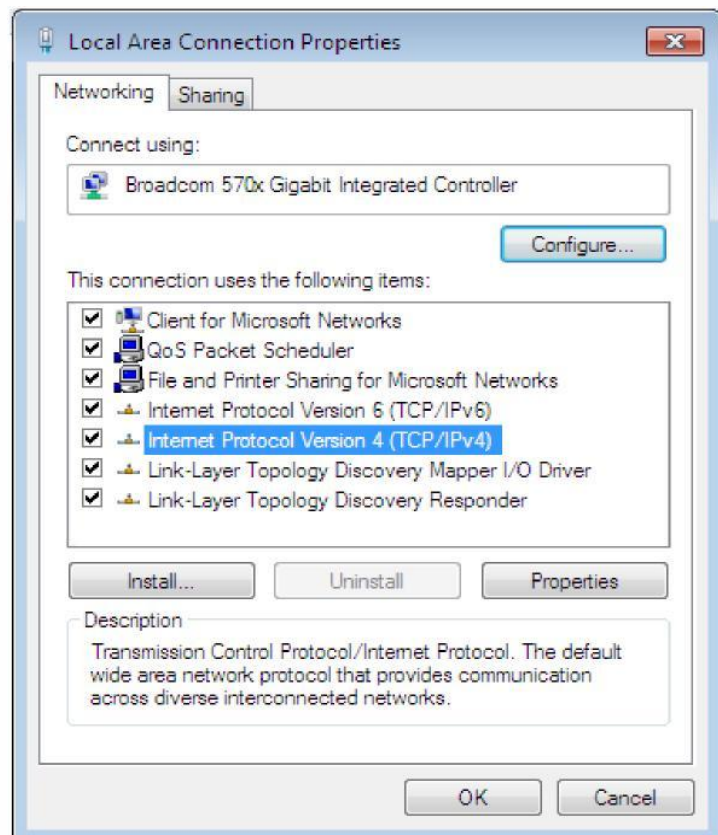 Local Area Connection Properties
Networking
Sharing
Connect using:
Broadcom 570x Gigabit Integrated Controller
Configure...
This connection uses the following items:
Client for Microsoft Networks
QoS Packet Scheduler
File and Printer Sharing for Microsoft Networks
Internet Protocol Version 6 (TCP/IPv6)
Internet Protocol Version 4 (TCP/IPv4)
Link-Layer Topology Discovery Mapper I/O Driver
Link-Layer Topology Discovery Responder
Install...
Uninstall
Properties
Description
Transmission Control Protocol/Internet Protocol. The default
wide area network protocol that provides communication
across diverse interconnected networks.
OK
Cancel